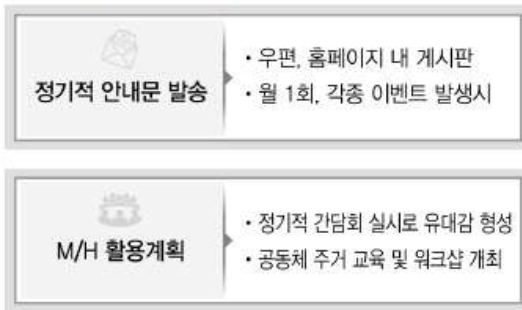 정기적 안내문 발송
• 우편, 홈페이지 내 게시판
• 월 1회, 각종 이벤트 발생시
M/H 활용계획
• 정기적 간담회 실시로 유대감 형성
• 공동체 주거 교육 및 워크샵 개최